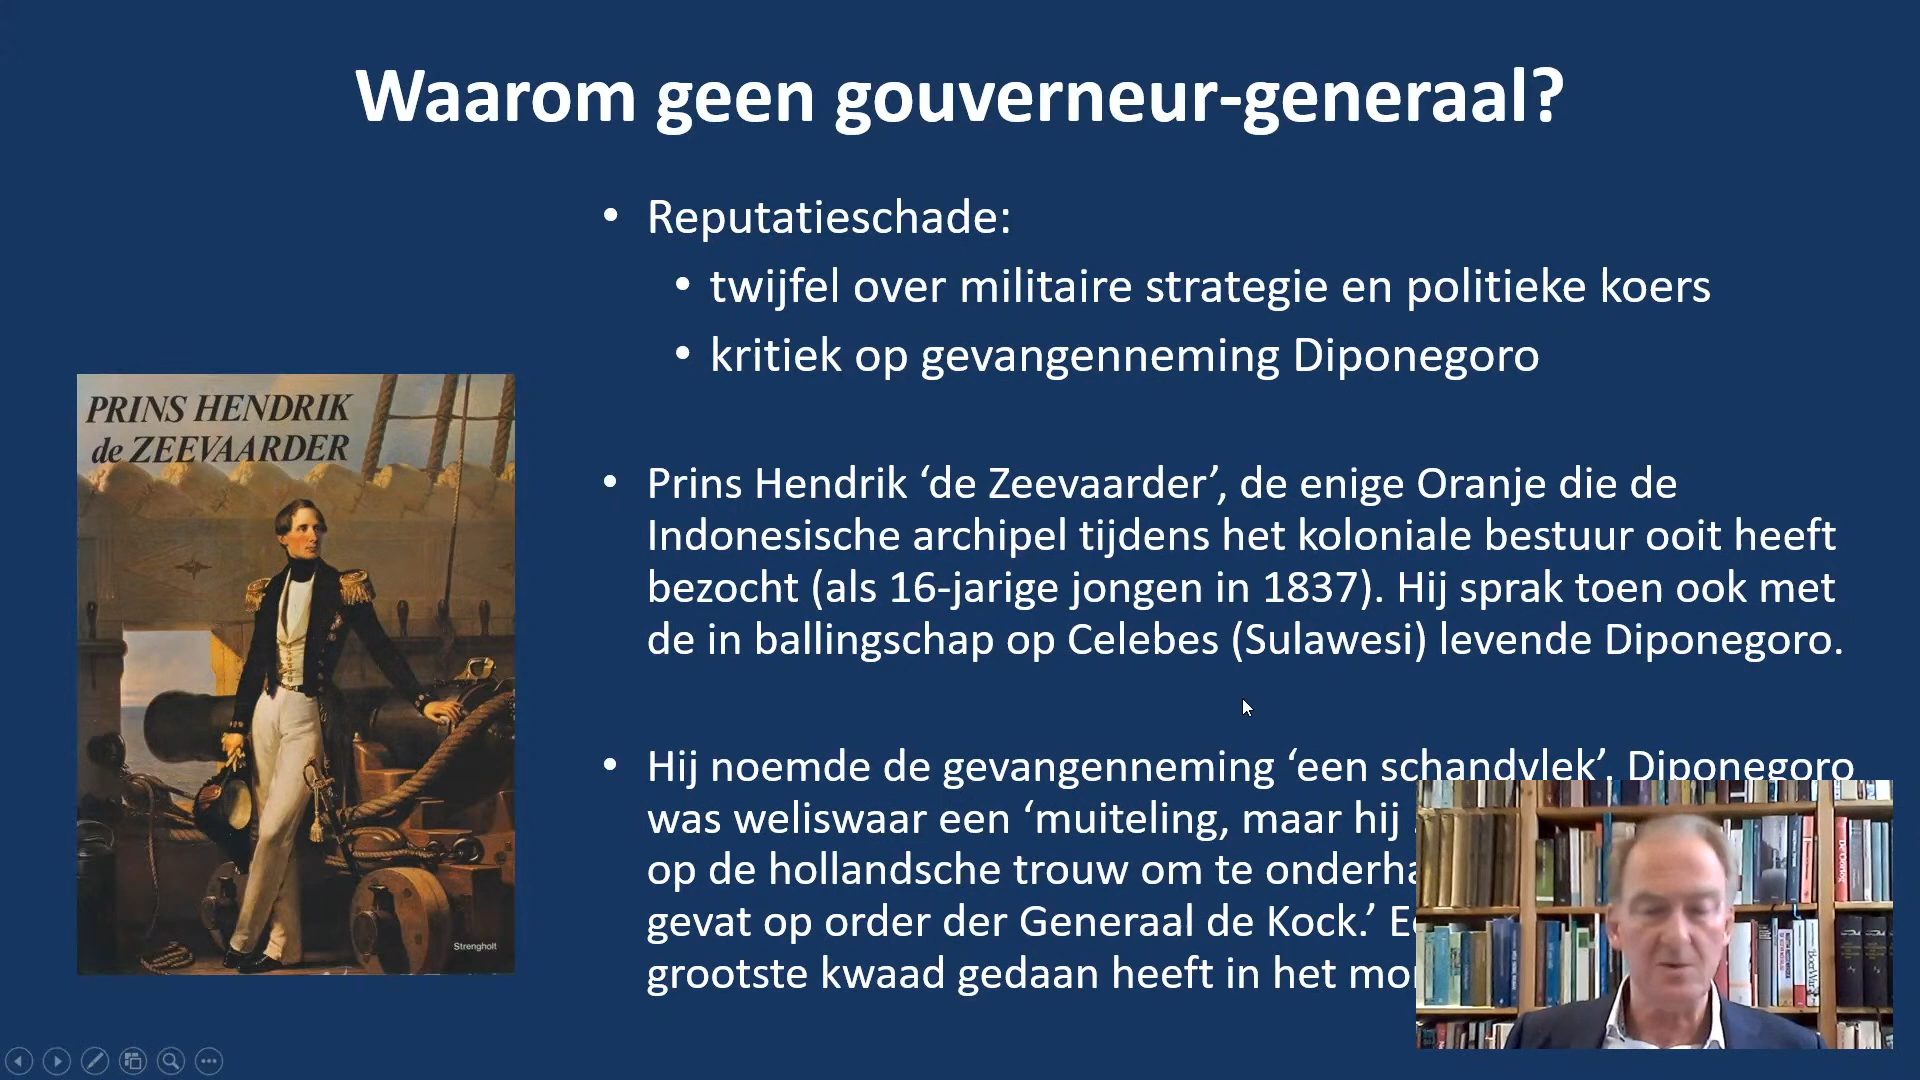 Waarom geen gouverneur-generaal?
• Reputatieschade:
• twijfel over militaire strategie en politieke koers
• kritiek op gevangenneming Diponegoro
PRINS HENDRIK
de ZEEVAARDER
Strengholt
• Prins Hendrik ‘de Zeevaarder’, de enige Oranje die de
Indonesische archipel tijdens het koloniale bestuur ooit heeft
bezocht (als 16-jarige jongen in 1837). Hij sprak toen ook met
de in ballingschap op Celebes (Sulawesi) levende Diponegoro.
• Hij noemde de gevangenneming ‘een schandvlek’. Diponegoro
was weliswaar een ‘muiteling, maar hij
op de hollandsche trouw om te
gevat op order der Generaal de Kock.’
grootste kwaad gedaan heeft in het